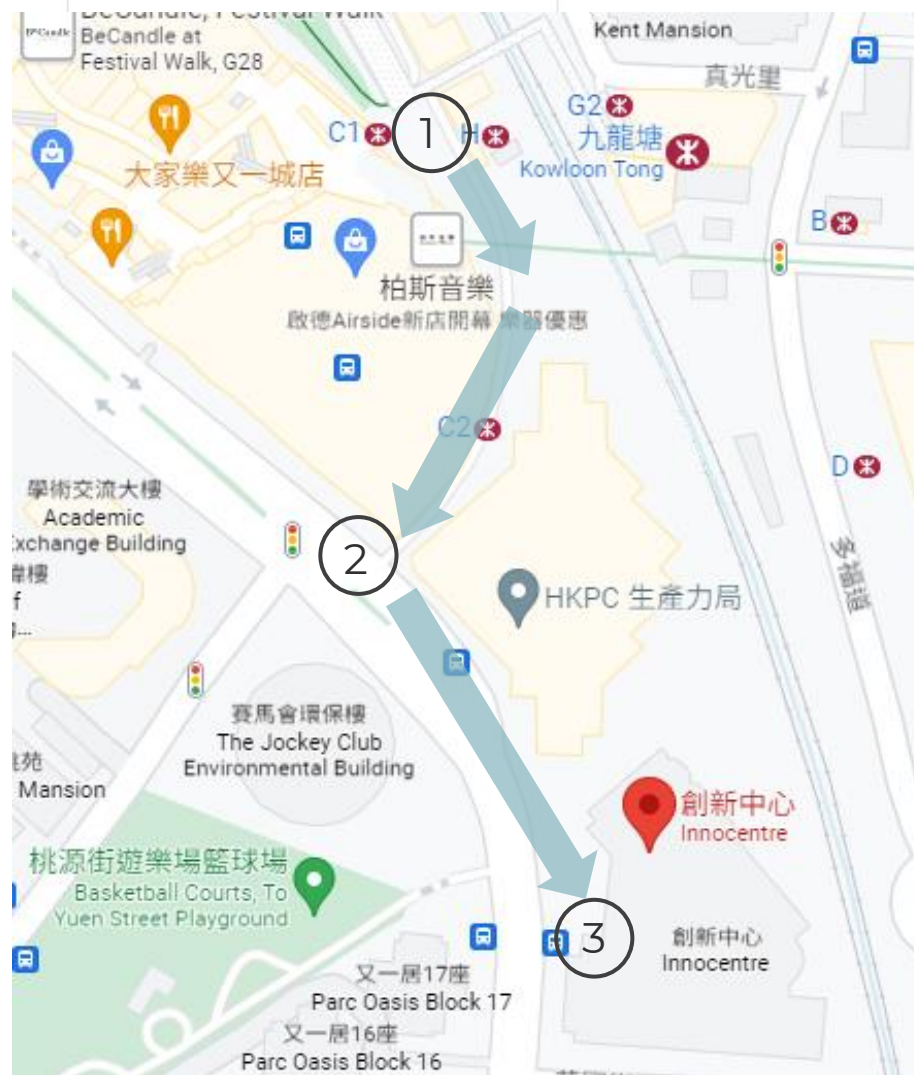 BeCandle, Festival Walk
BeCandle at
Festival Walk, G28
Kent Mansion
真光里
C1
1
H
G2
九龍塘
Kowloon Tong
大家樂又一城店
B
柏斯音樂
啟德Airside新店開幕 樂器優惠
C2
D
學術交流大樓
Academic
Exchange Building
2
多福道
HKPC 生產力局
賽馬會環保樓
The Jockey Club
Environmental Building
Mansion
創新中心
Innocentre
桃源街遊樂場籃球場
Basketball Courts, To
Yuen Street Playground
3
創新中心
Innocentre
又一居17座
Parc Oasis Block 17
又一居16座
Parc Oasis Block 16